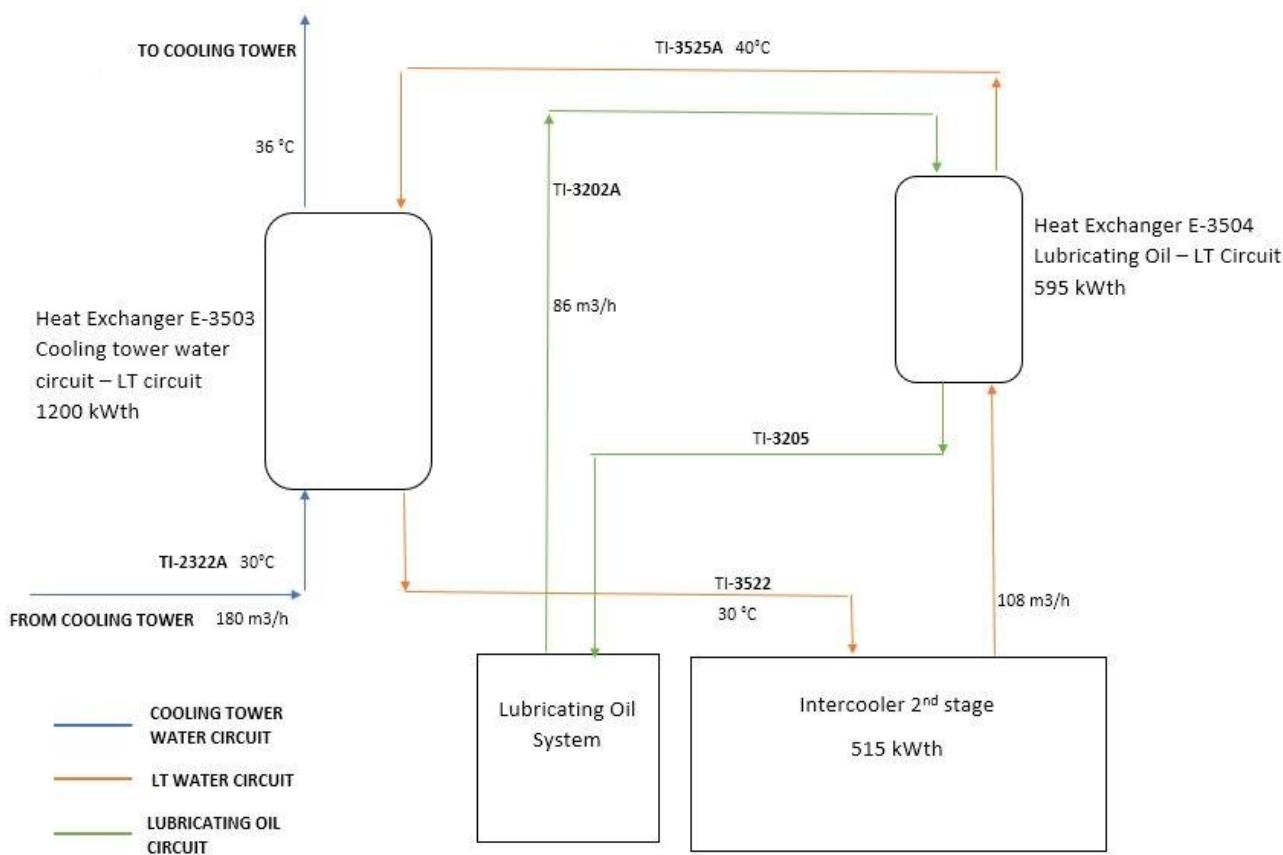 TO COOLING TOWER
TI-3525A 40°C
36 °C
TI-3202A
Heat Exchanger E-3504
Lubricating Oil – LT Circuit
595 kWth
86 m3/h
Heat Exchanger E-3503
Cooling tower water
circuit – LT circuit
1200 kWth
TI-3205
TI-2322A 30°C
FROM COOLING TOWER 180 m3/h
TI-3522
30 °C
108 m3/h
Lubricating Oil
System
Intercooler 2nd stage
515 kWth
COOLING TOWER
WATER CIRCUIT
LT WATER CIRCUIT
LUBRICATING OIL
CIRCUIT